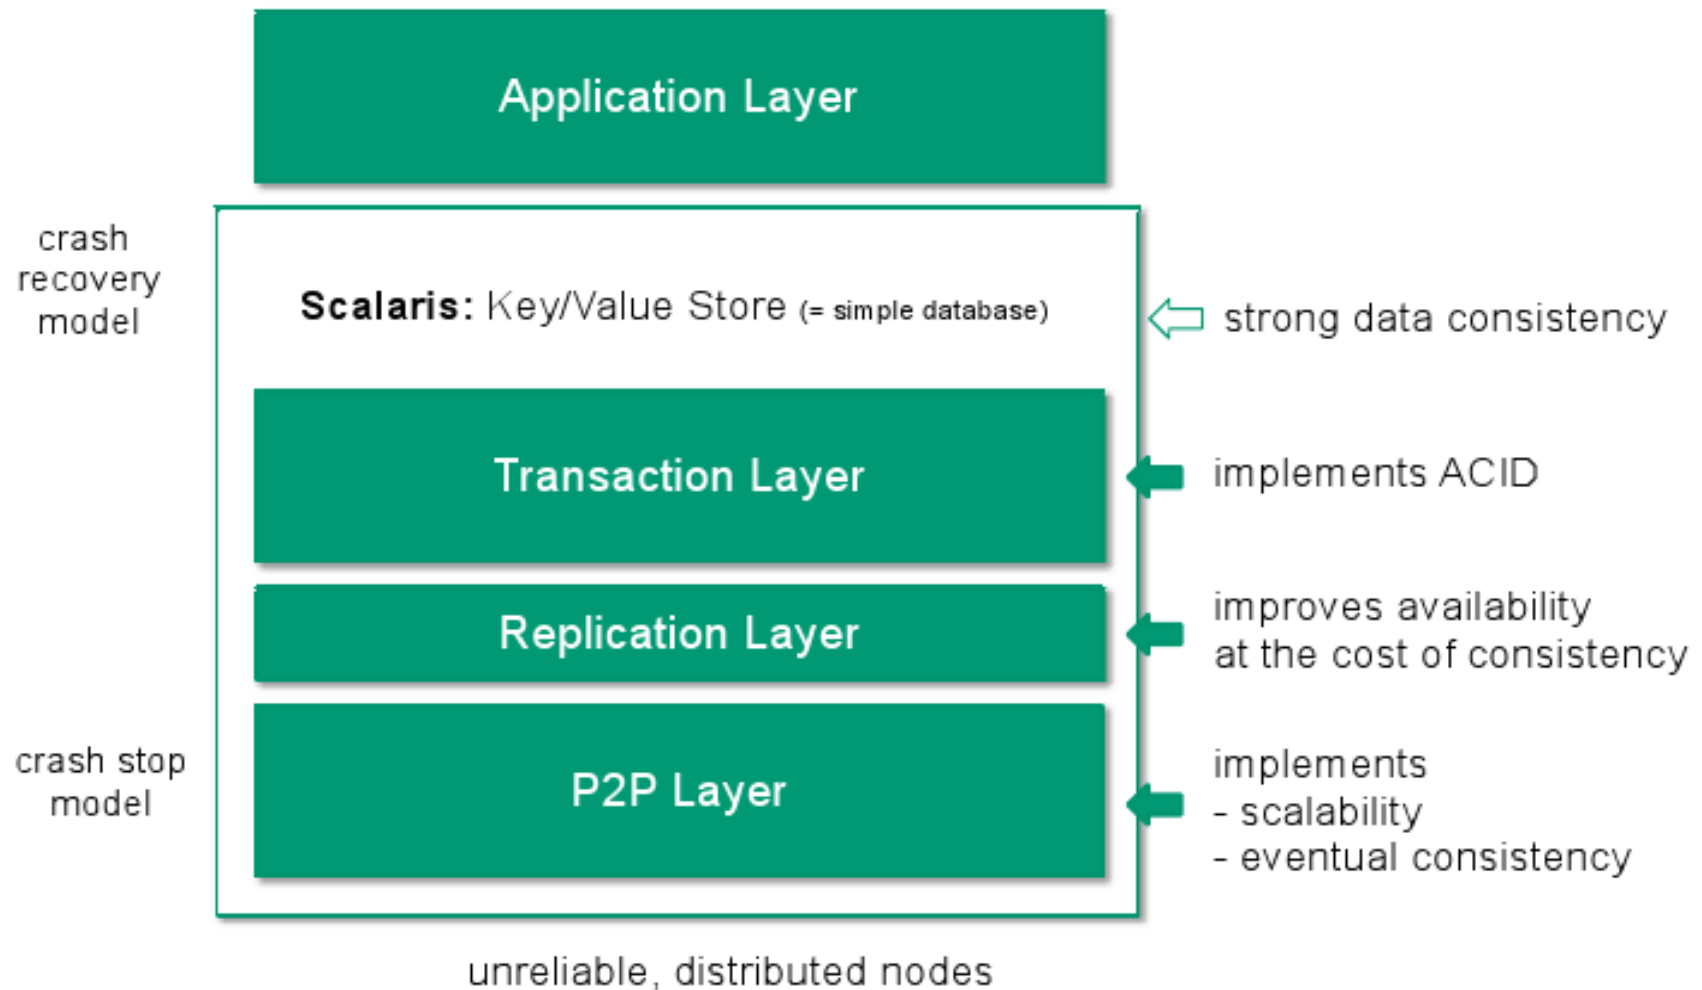 Application Layer
crash
recovery
model
Scalaris: Key/Value Store (= simple database)
strong data consistency
Transaction Layer
implements ACID
Replication Layer
improves availability
at the cost of consistency
crash stop
model
P2P Layer
implements
- scalability
- eventual consistency
unreliable, distributed nodes